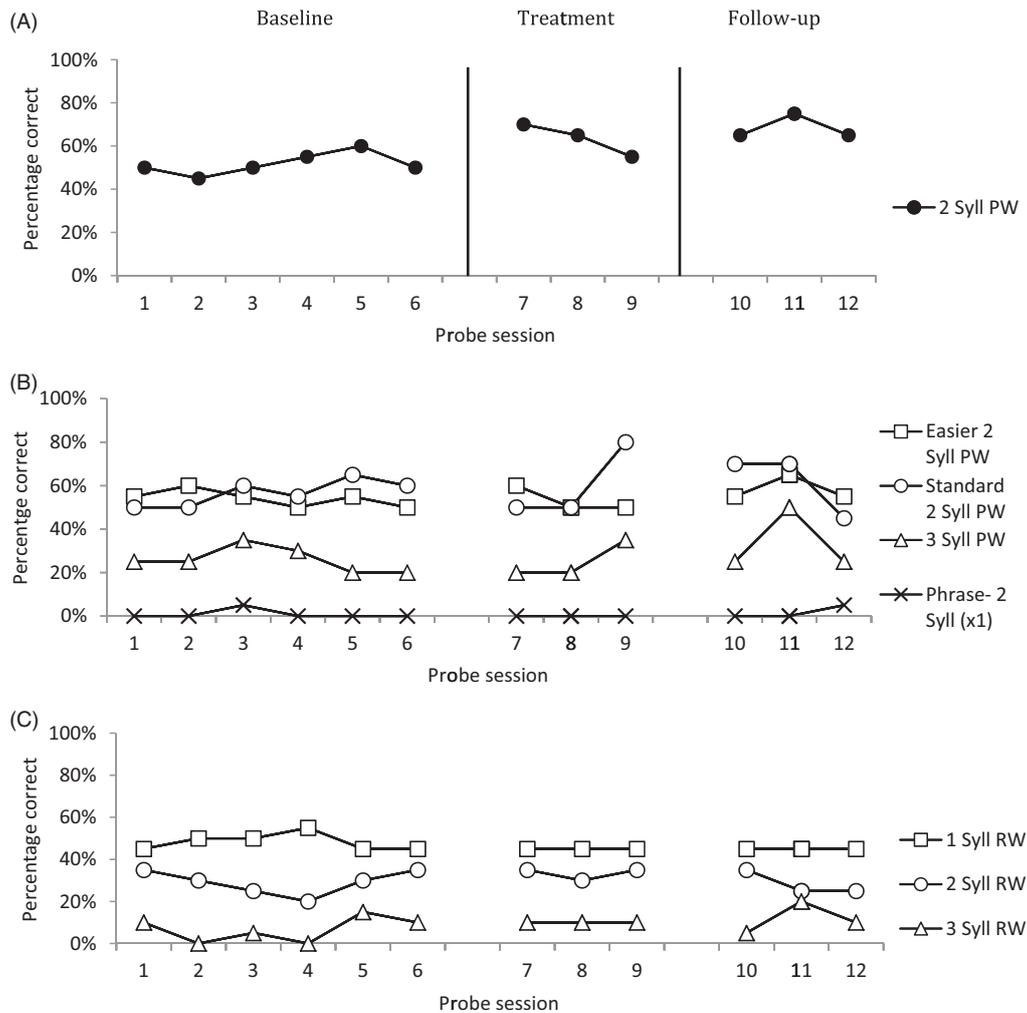 (A)
Baseline Treatment Follow-up
100%
80%
60%
40%
20%
0%
Percentage correct
1 2 3 4 5 6 7 8 9 10 11 12
Probe session
2 Syll PW
(B)
100%
80%
60%
40%
20%
0%
Percentge correct
1 2 3 4 5 6 7 8 9 10 11 12
Probe session
Easier 2
Syll PW
Standard
2 Syll PW
3 Syll PW
Phrase- 2
Syll (x1)
(C)
100%
80%
60%
40%
20%
0%
Percentage correct
1 2 3 4 5 6 7 8 9 10 11 12
Probe session
1 Syll RW
2 Syll RW
3 Syll RW